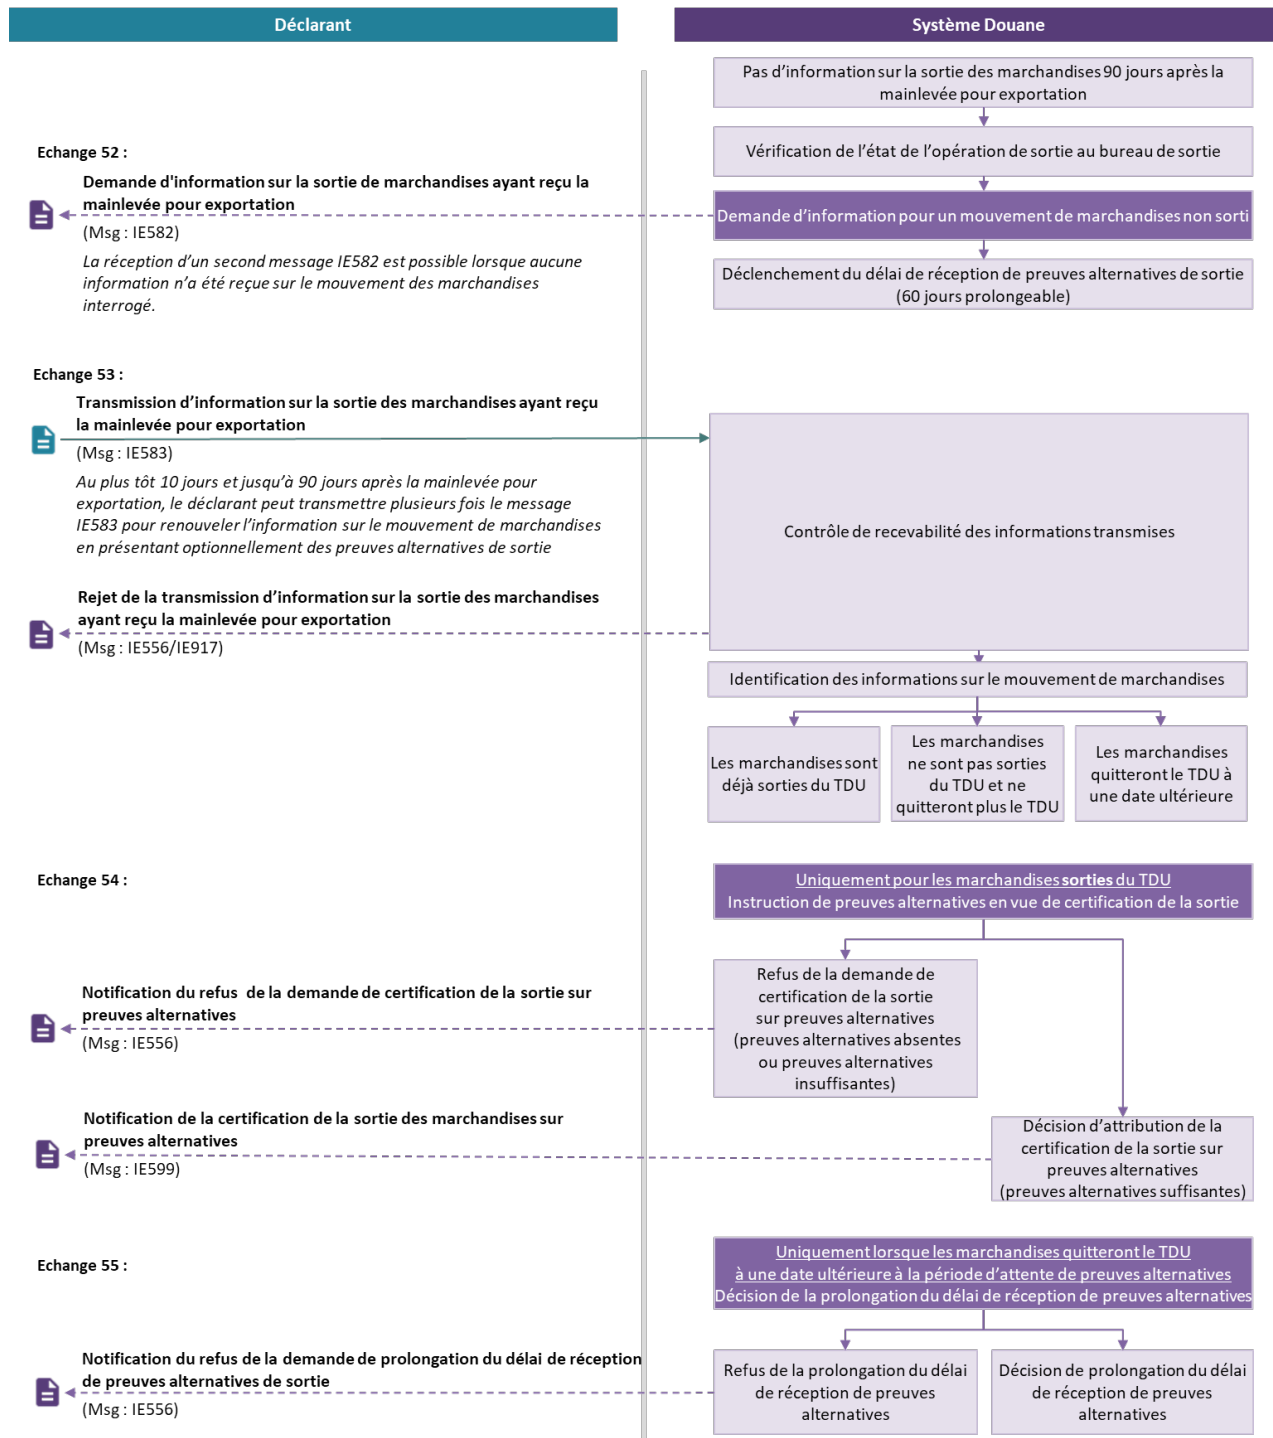 Déclarant
Système Douane
Pas d’information sur la sortie des marchandises 90 jours après la
mainlevée pour exportation
Vérification de l’état de l’opération de sortie au bureau de sortie
Echange 52 :
Demande d'information sur la sortie de marchandises ayant reçu la
mainlevée pour exportation
(Msg : IE582)
La réception d’un second message IE582 est possible lorsque aucune
information n’a été reçue sur le mouvement des marchandises
interrogé.
Demande d’information pour un mouvement de marchandises non sorti
Déclenchement du délai de réception de preuves alternatives de sortie
(60 jours prolongeable)
Echange 53 :
Transmission d’information sur la sortie des marchandises ayant reçu
la mainlevée pour exportation
(Msg : IE583)
Au plus tôt 10 jours et jusqu’à 90 jours après la mainlevée pour
exportation, le déclarant peut transmettre plusieurs fois le message
IE583 pour renouveler l’information sur le mouvement de marchandises
en présentant optionnellement des preuves alternatives de sortie
Contrôle de recevabilité des informations transmises
Rejet de la transmission d’information sur la sortie des marchandises
ayant reçu la mainlevée pour exportation
(Msg : IE556/IE917)
Identification des informations sur le mouvement de marchandises
Les marchandises sont
déjà sorties du TDU
Les marchandises
ne sont pas sorties
du TDU et ne
quitteront plus le TDU
Les marchandises
quitteront le TDU à
une date ultérieure
Echange 54 :
Uniquement pour les marchandises sorties du TDU
Instruction de preuves alternatives en vue de certification de la sortie
Notification du refus de la demande de certification de la sortie sur
preuves alternatives
(Msg : IE556)
Refus de la demande de
certification de la sortie
sur preuves alternatives
(preuves alternatives absentes
ou preuves alternatives
insuffisantes)
Notification de la certification de la sortie des marchandises sur
preuves alternatives
(Msg : IE599)
Décision d’attribution de la
certification de la sortie sur
preuves alternatives
(preuves alternatives suffisantes)
Echange 55 :
Uniquement lorsque les marchandises quitteront le TDU
à une date ultérieure à la période d’attente de preuves alternatives
Décision de la prolongation du délai de réception de preuves alternatives
Notification du refus de la demande de prolongation du délai de réception
de preuves alternatives de sortie
(Msg : IE556)
Refus de la prolongation du délai
de réception de preuves
alternatives
Décision de prolongation du délai
de réception de preuves
alternatives